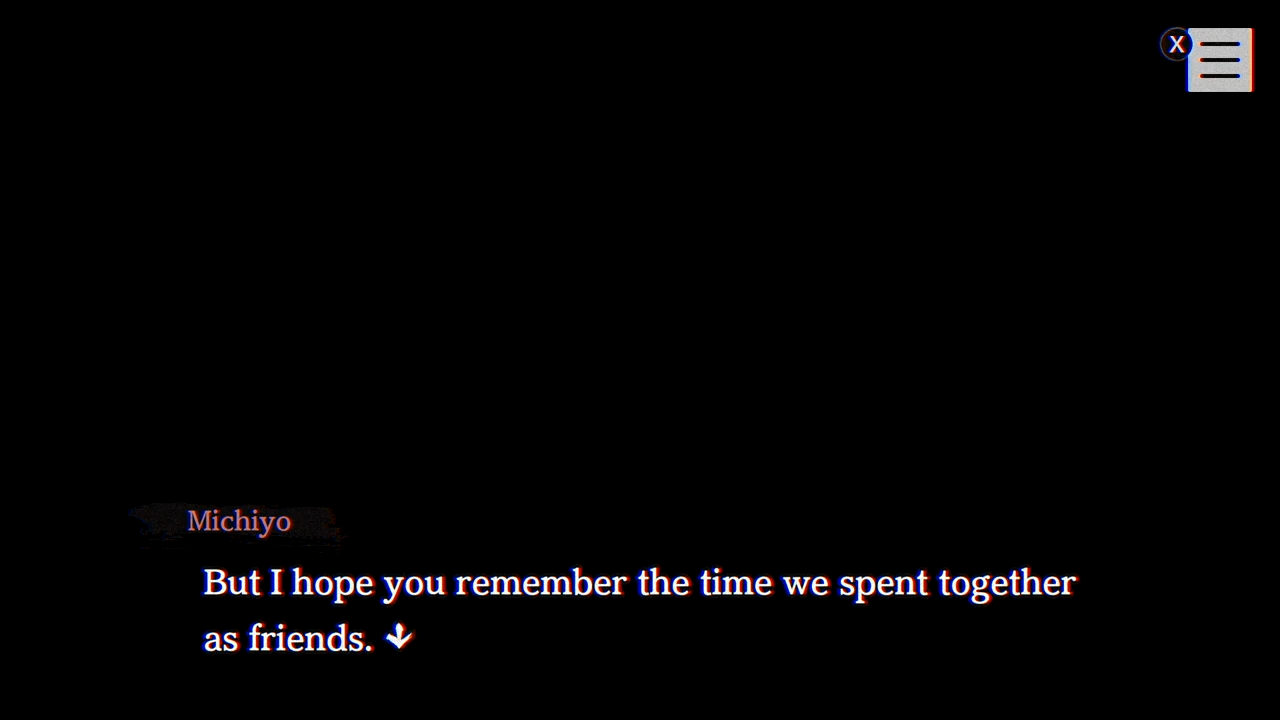 X
Michiyo
But I hope you remember the time we spent together
as friends.